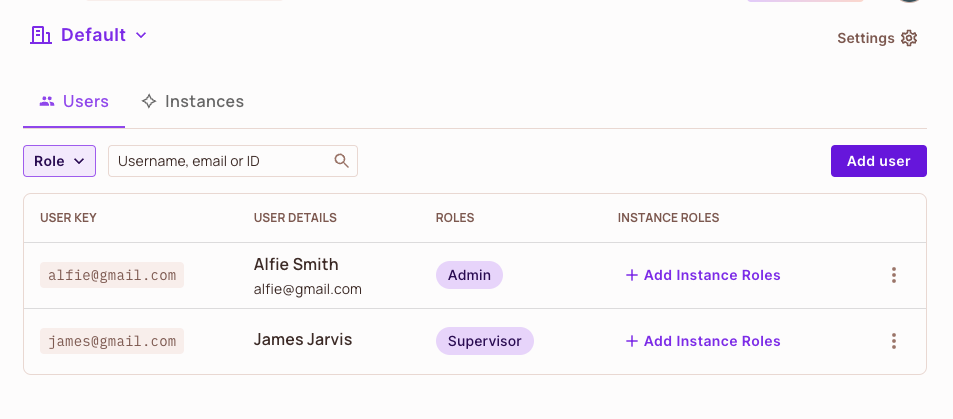 Default
Settings
Users Instances
Role Username, email or ID Add user
USER KEY USER DETAILS ROLES INSTANCE ROLES
alfie@gmail.com Alfie Smith Admin + Add Instance Roles
alfie@gmail.com
james@gmail.com James Jarvis Supervisor + Add Instance Roles